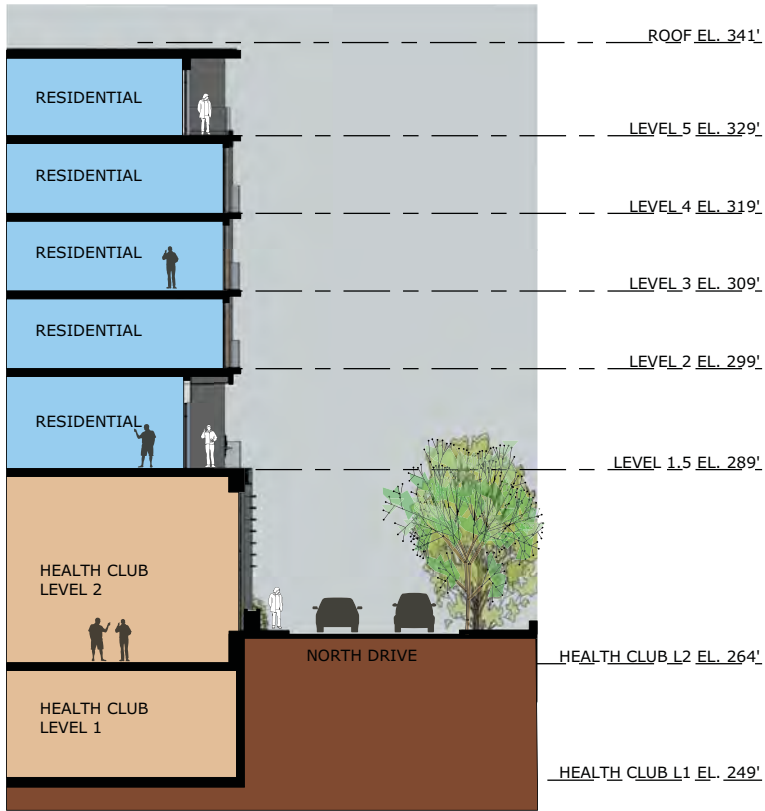 ROOF EL. 341'
RESIDENTIAL
LEVEL 5 EL. 329'
RESIDENTIAL
LEVEL 4 EL. 319'
RESIDENTIAL
LEVEL 3 EL. 309'
RESIDENTIAL
LEVEL 2 EL. 299'
RESIDENTIAL
LEVEL 1.5 EL. 289'
HEALTH CLUB
LEVEL 2
NORTH DRIVE
HEALTH CLUB L2 EL. 264'
HEALTH CLUB
LEVEL 1
HEALTH CLUB L1 EL. 249'